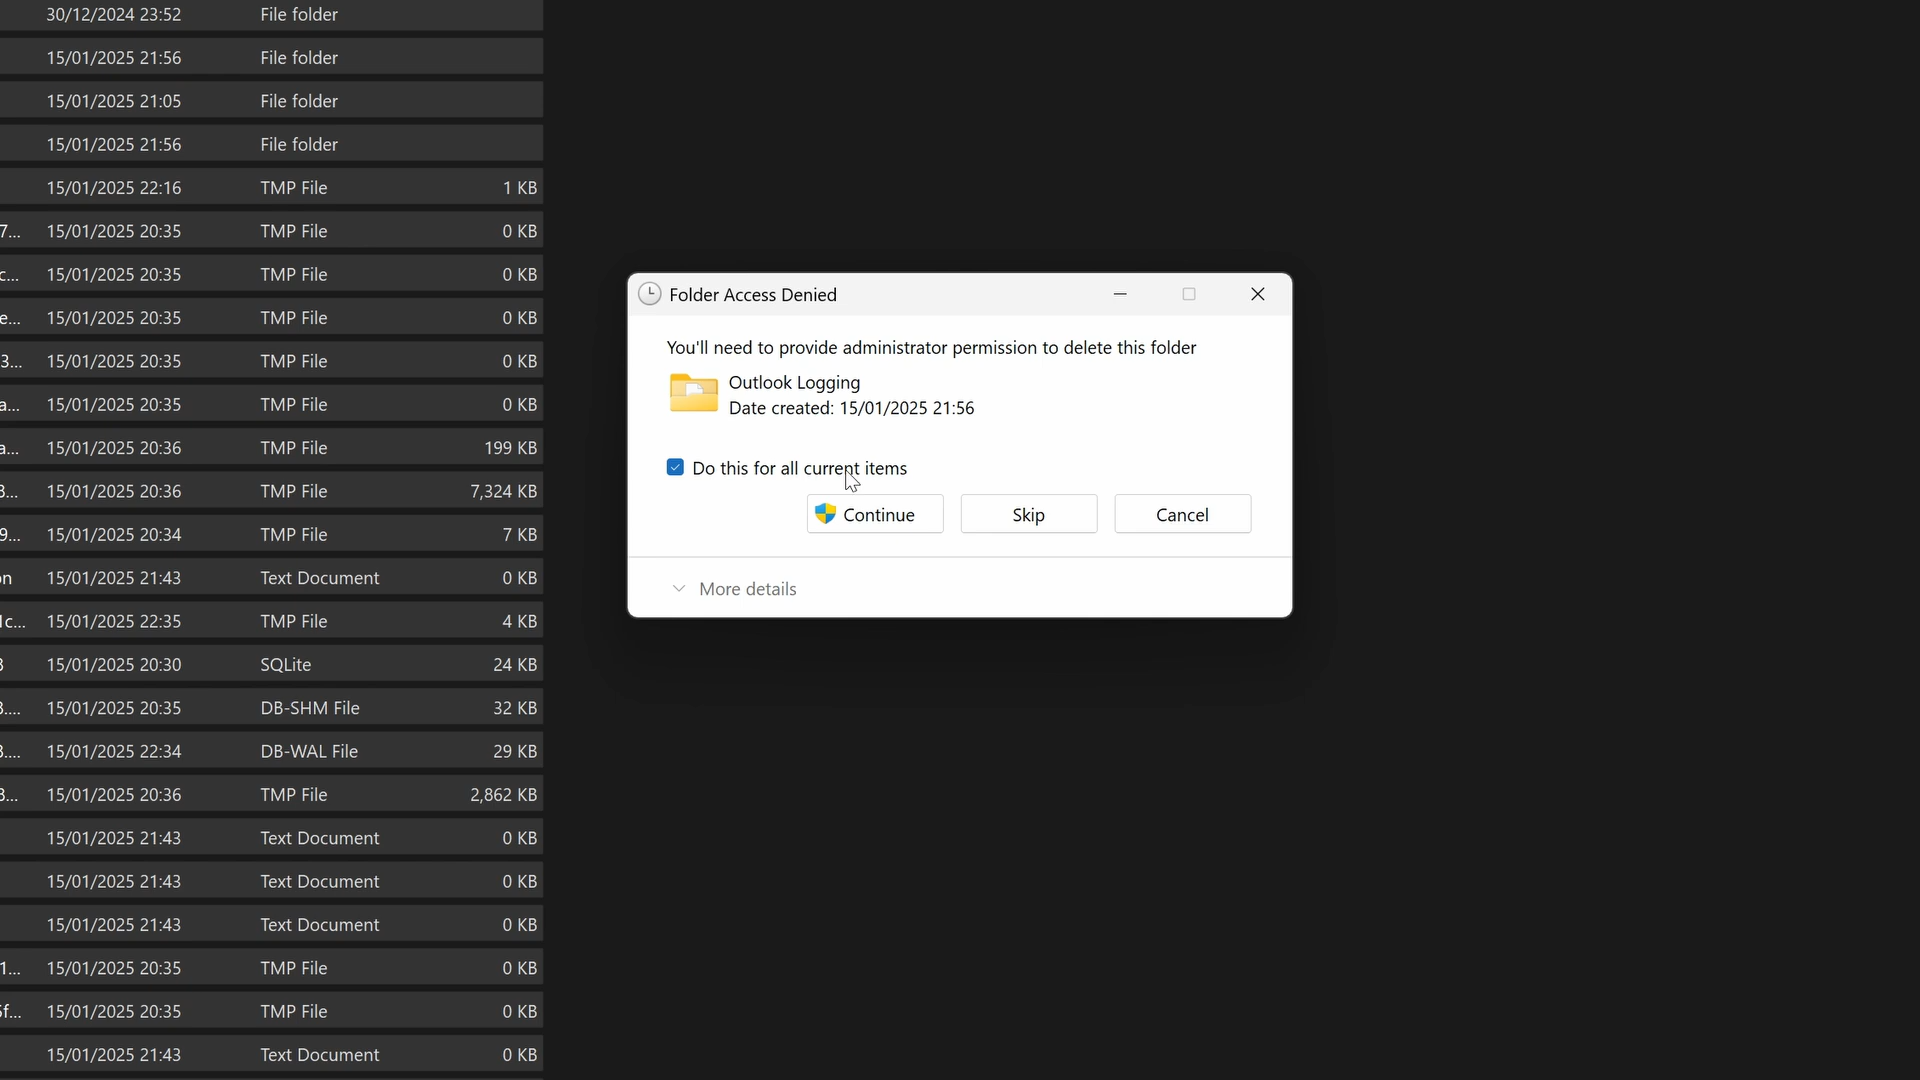 30/12/2024 23:52 File folder
15/01/2025 21:56 File folder
15/01/2025 21:05 File folder
15/01/2025 21:56 File folder
15/01/2025 22:16 TMP File 1 KB
7... 15/01/2025 20:35 TMP File 0 KB
c... 15/01/2025 20:35 TMP File 0 KB
e... 15/01/2025 20:35 TMP File 0 KB
3... 15/01/2025 20:35 TMP File 0 KB
a... 15/01/2025 20:35 TMP File 0 KB
a... 15/01/2025 20:36 TMP File 199 KB
3... 15/01/2025 20:36 TMP File 7,324 KB
9... 15/01/2025 20:34 TMP File 7 KB
on 15/01/2025 21:43 Text Document 0 KB
1c... 15/01/2025 22:35 TMP File 4 KB
3 15/01/2025 20:30 SQLite 24 KB
3.... 15/01/2025 20:35 DB-SHM File 32 KB
3.... 15/01/2025 22:34 DB-WAL File 29 KB
3... 15/01/2025 20:36 TMP File 2,862 KB
15/01/2025 21:43 Text Document 0 KB
15/01/2025 21:43 Text Document 0 KB
15/01/2025 21:43 Text Document 0 KB
1... 15/01/2025 20:35 TMP File 0 KB
f... 15/01/2025 20:35 TMP File 0 KB
15/01/2025 21:43 Text Document 0 KB
Folder Access Denied
You'll need to provide administrator permission to delete this folder
Outlook Logging
Date created: 15/01/2025 21:56
Do this for all current items
Continue Skip Cancel
More details